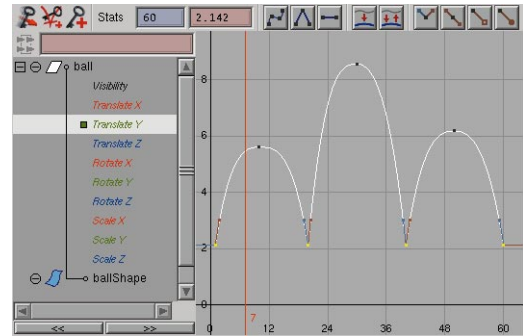 Stats 60 2.142
ball
Visibility
Translate X
Translate Y
Translate Z
Rotate X
Rotate Y
Rotate Z
Scale X
Scale Y
Scale Z
ballShape
<< >>
8
6
4
2
0
7
0 12 24 36 48 60